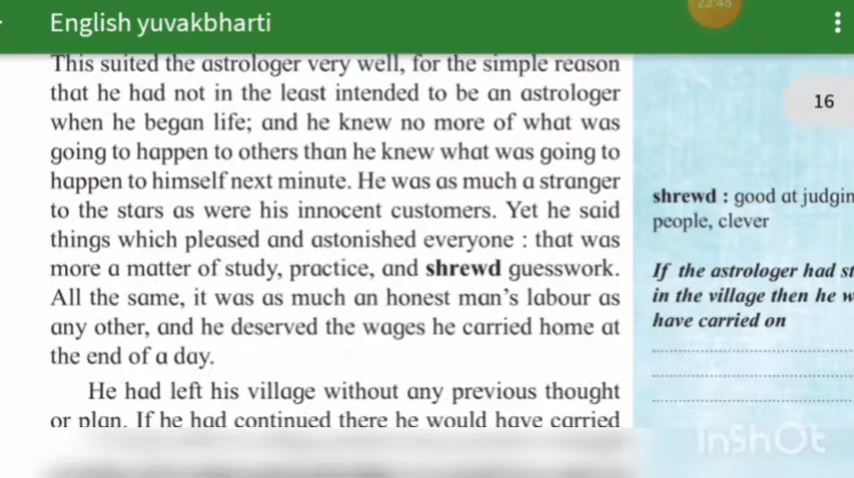 English yuvakbharti
23:45
This suited the astrologer very well, for the simple reason
that he had not in the least intended to be an astrologer
when he began life; and he knew no more of what was
going to happen to others than he knew what was going to
happen to himself next minute. He was as much a stranger
to the stars as were his innocent customers. Yet he said
things which pleased and astonished everyone : that was
more a matter of study, practice, and shrewd guesswork.
All the same, it was as much an honest man's labour as
any other, and he deserved the wages he carried home at
the end of a day.
He had left his village without any previous thought
or plan. If he had continued there he would have carried
16
shrewd : good at judgin
people, clever
If the astrologer had st
in the village then he w
have carried on
InShOt